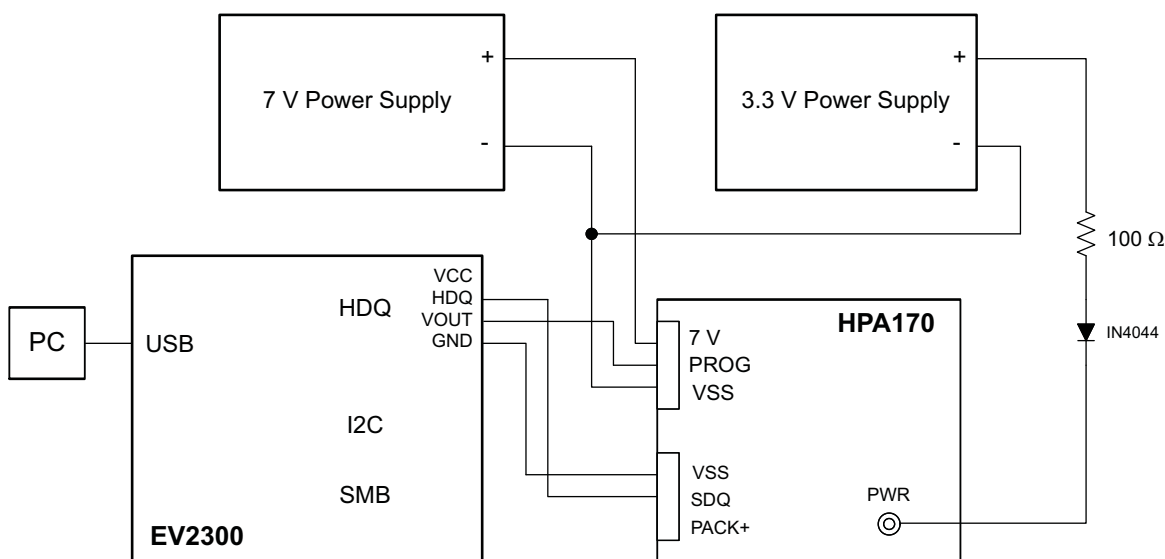 7 V Power Supply
+
-
3.3 V Power Supply
+
-
100 Ω
IN4044
PC
USB
HDQ
I2C
SMB
VCC
HDQ
VOUT
GND
EV2300
HPA170
7 V
PROG
VSS
VSS
SDQ
PACK+
PWR